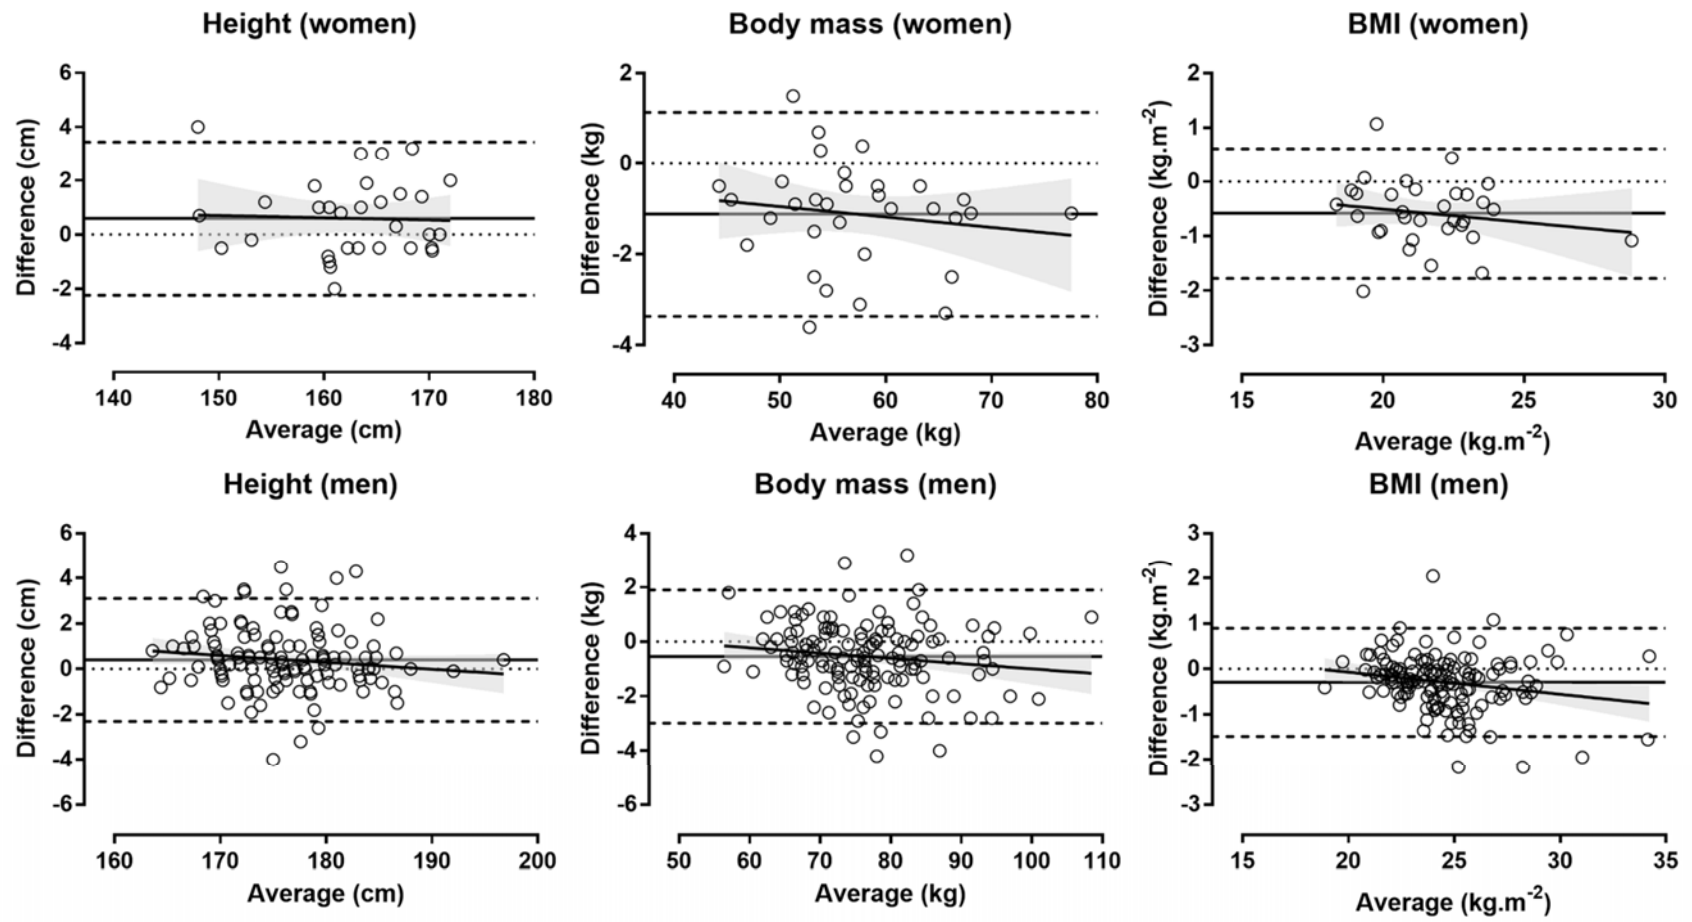 Height (women)
Difference (cm)
6
4
2
0
-2
-4
140 150 160 170 180
Average (cm)
Body mass (women)
Difference (kg)
2
0
-2
-4
40 50 60 70 80
Average (kg)
BMI (women)
Difference (kg.m-2)
2
1
0
-1
-2
-3
15 20 25 30
Average (kg.m-2)
Height (men)
Difference (cm)
6
4
2
0
-2
-4
-6
160 170 180 190 200
Average (cm)
Body mass (men)
Difference (kg)
4
2
0
-2
-4
-6
50 60 70 80 90 100 110
Average (kg)
BMI (men)
Difference (kg.m-2)
3
2
1
0
-1
-2
-3
15 20 25 30 35
Average (kg.m-2)